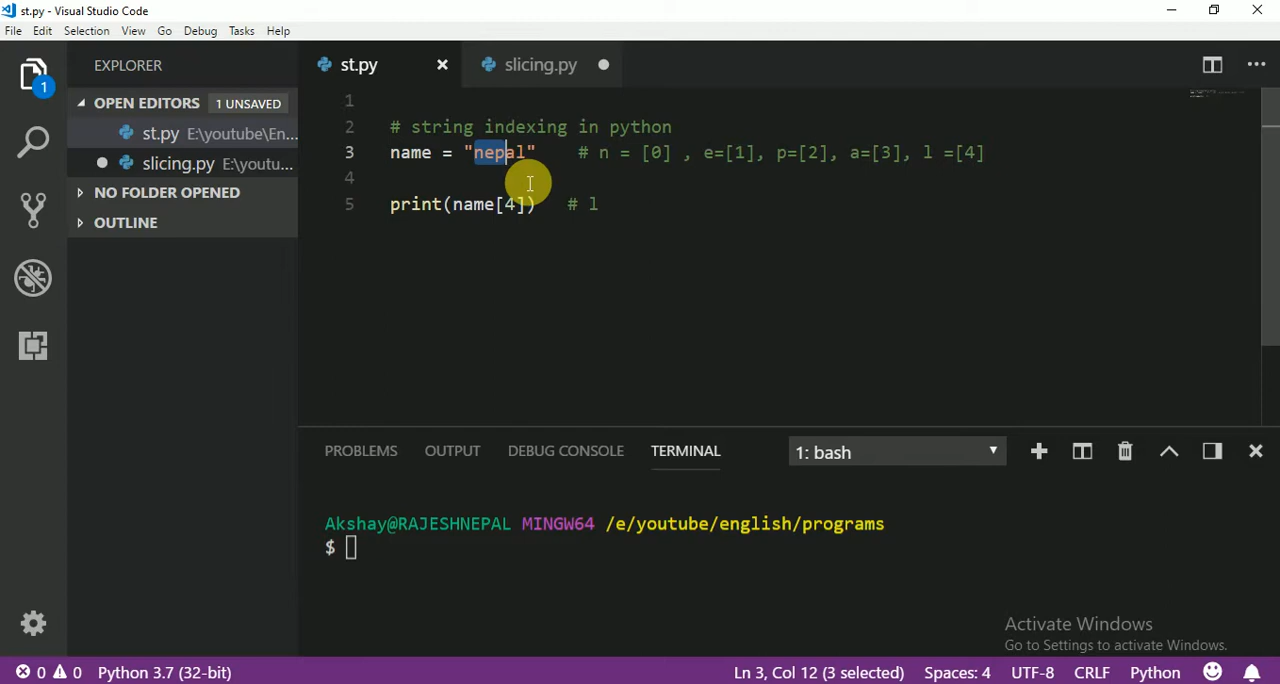 st.py - Visual Studio Code
File Edit Selection View Go Debug Tasks Help
1
EXPLORER
OPEN EDITORS 1 UNSAVED
st.py E:\youtube\En...
slicing.py E:\youtu...
NO FOLDER OPENED
OUTLINE
st.py slicing.py
1
2 # string indexing in python
3 name = "nepal" # n = [0] , e=[1], p=[2], a=[3], l =[4]
4
5 print(name[4]) # l
PROBLEMS OUTPUT DEBUG CONSOLE TERMINAL 1: bash
Akshay@RAJESHNEPAL MINGW64 /e/youtube/english/programs
$
Activate Windows
Go to Settings to activate Windows.
0 0 Python 3.7 (32-bit) Ln 3, Col 12 (3 selected) Spaces: 4 UTF-8 CRLF Python